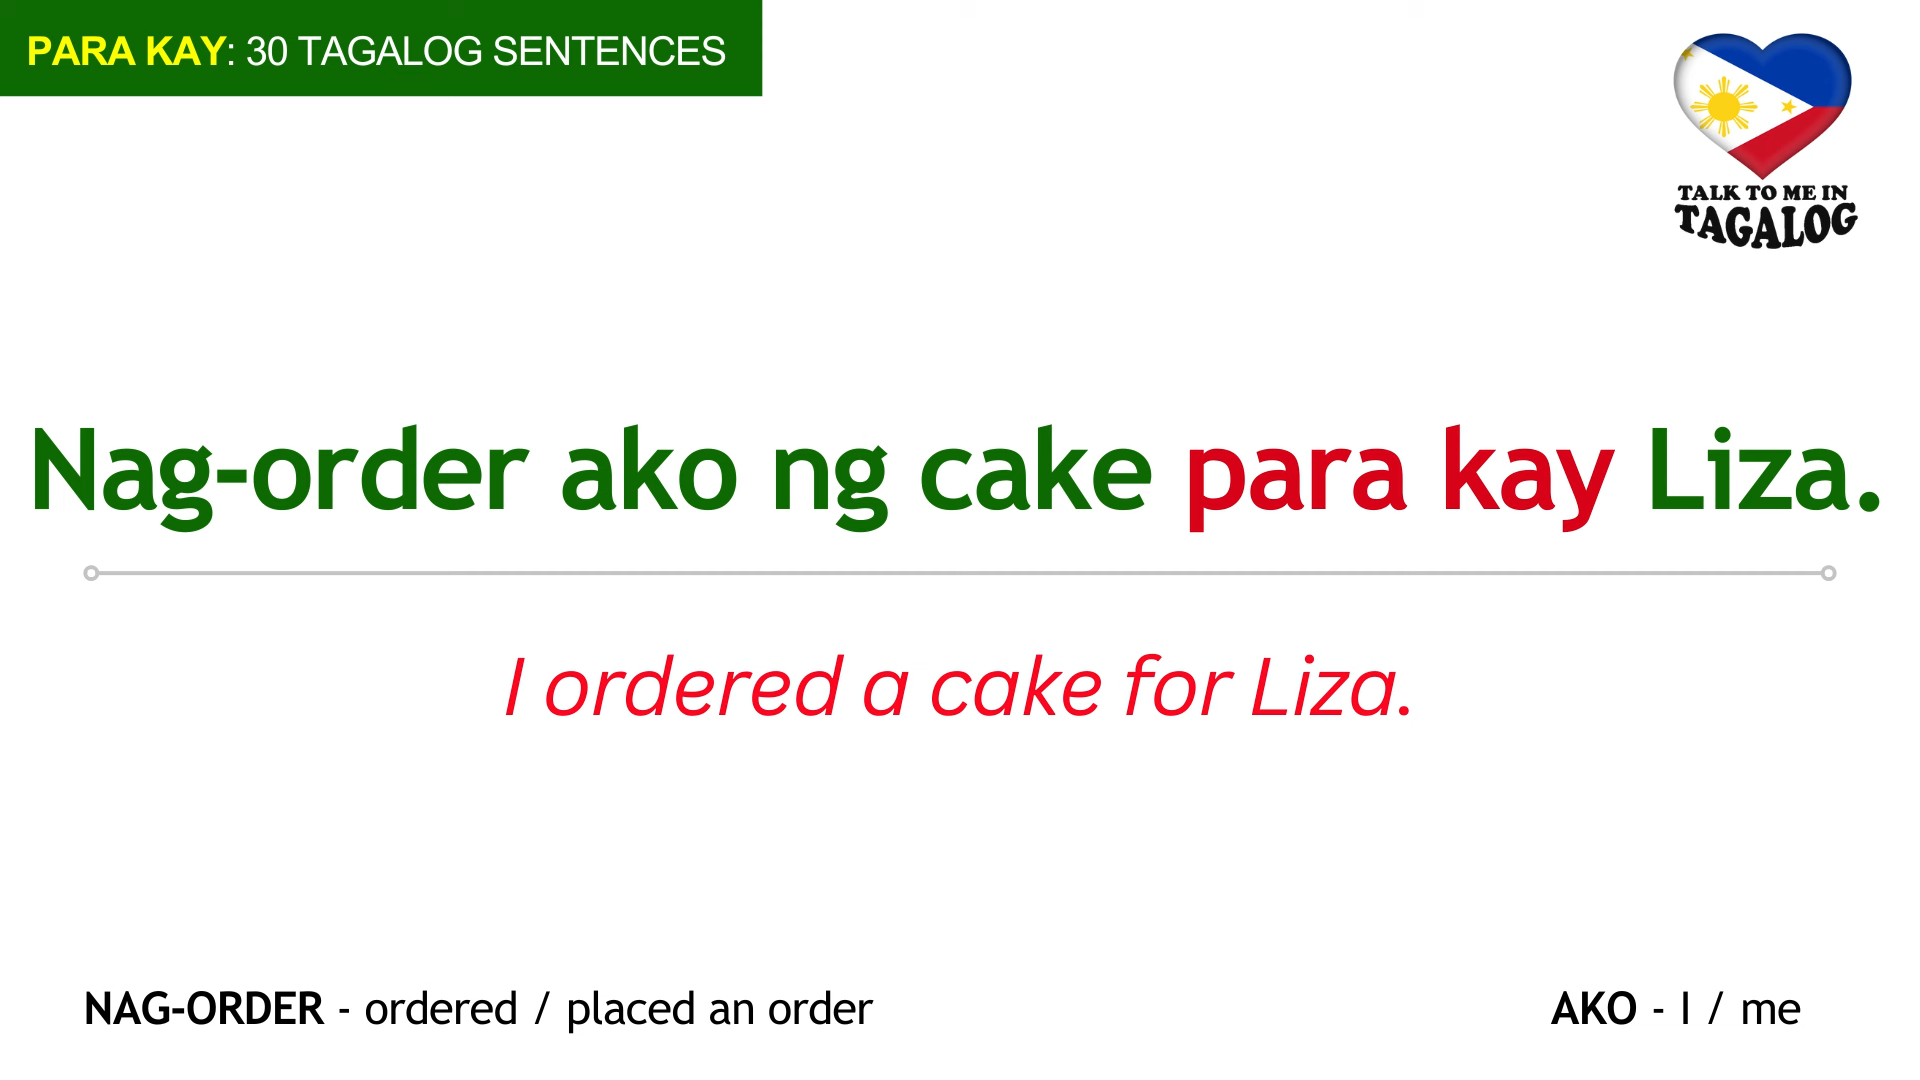 PARA KAY: 30 TAGALOG SENTENCES
TALK TO ME IN
TAGALOG
Nag-order ako ng cake para kay Liza.
I ordered a cake for Liza.
NAG-ORDER - ordered / placed an order
AKO - I / me